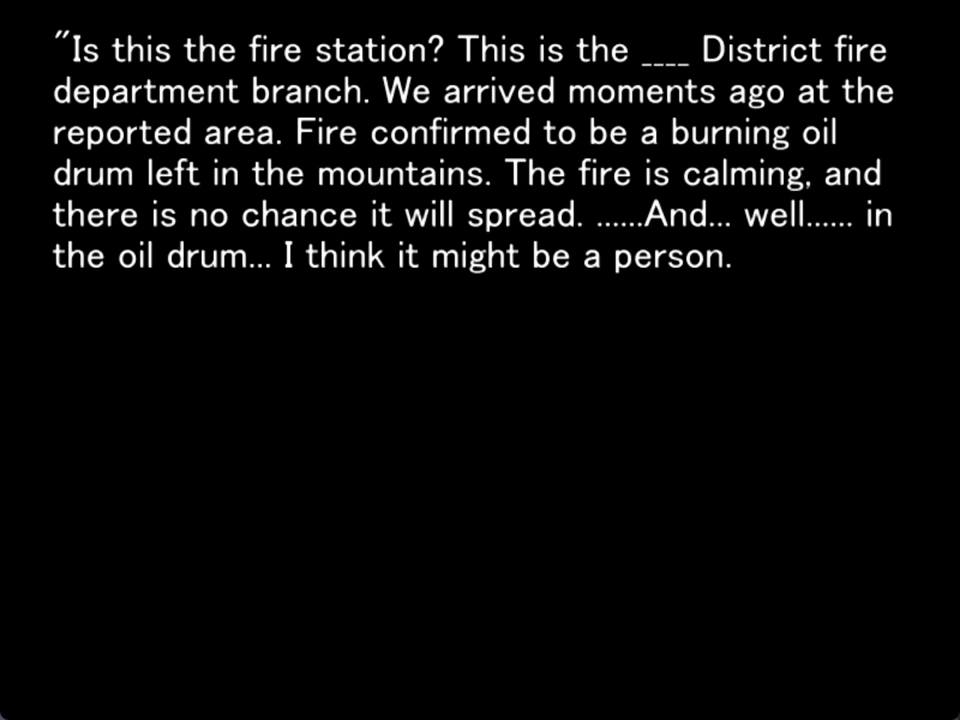 "Is this the fire station? This is the ____ District fire
department branch. We arrived moments ago at the
reported area. Fire confirmed to be a burning oil
drum left in the mountains. The fire is calming, and
there is no chance it will spread. ......And... well...... in
the oil drum... I think it might be a person.